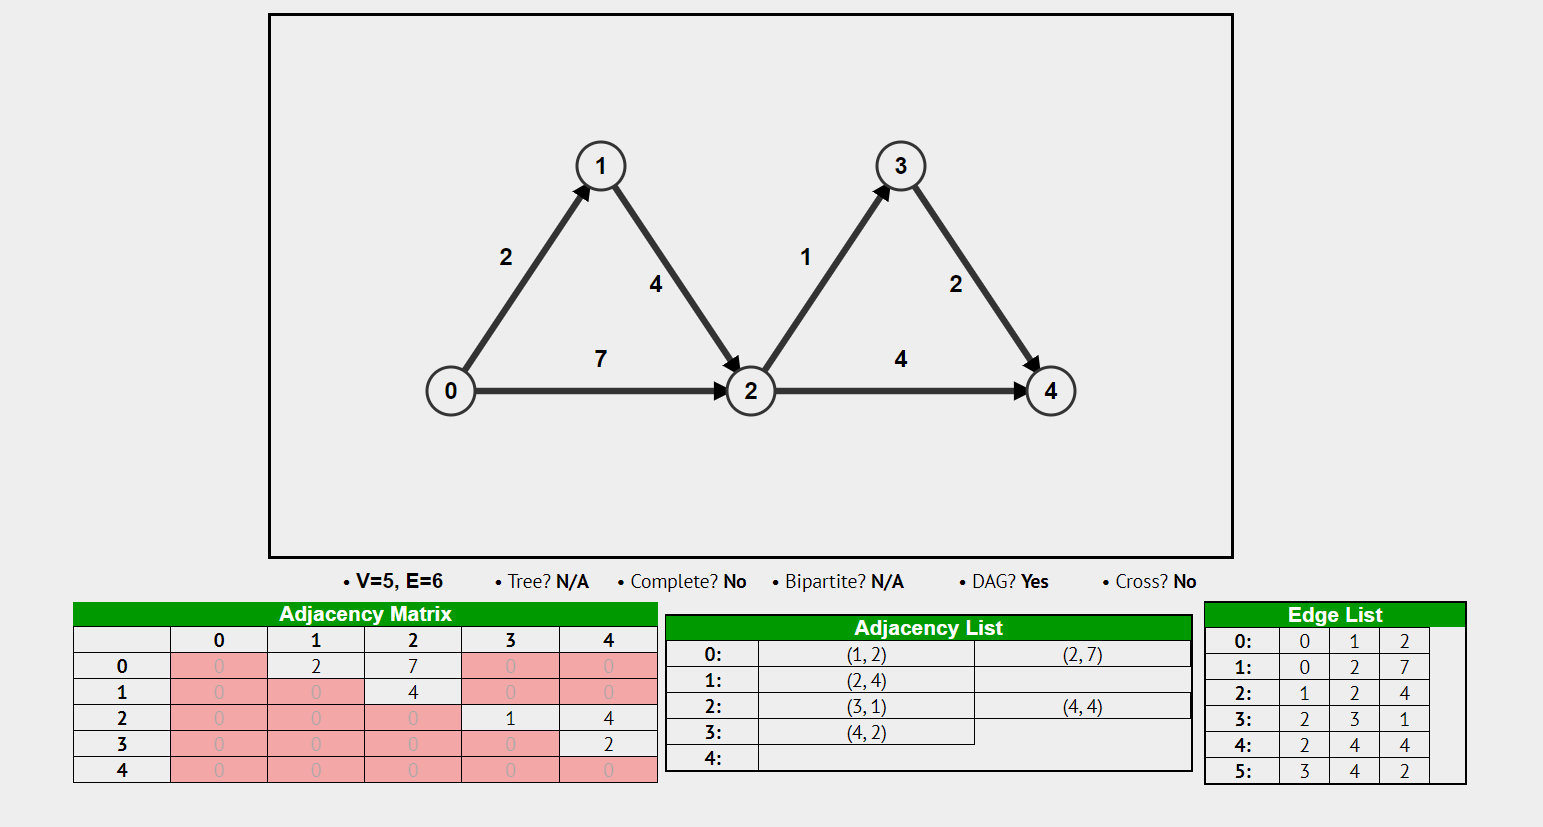 1 3
2 1
4 2
7 4
0 2 4
• V=5, E=6 • Tree? N/A • Complete? No • Bipartite? N/A • DAG? Yes • Cross? No
Adjacency Matrix
0 1 2 3 4
0 0 2 7 0 0
1 0 0 4 0 0
2 0 0 0 1 4
3 0 0 0 0 2
4 0 0 0 0 0
Adjacency List
0: (1, 2) (2, 7)
1: (2, 4)
2: (3, 1) (4, 4)
3: (4, 2)
4:
Edge List
0: 0 1 2
1: 0 2 7
2: 1 2 4
3: 2 3 1
4: 2 4 4
5: 3 4 2